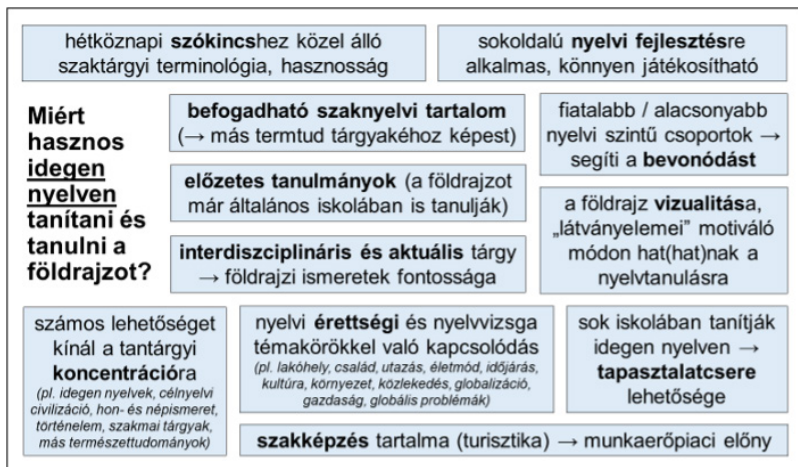 hétköznapi szókincshez közel álló
szaktárgyi terminológia, hasznosság
sokoldalú nyelvi fejlesztésre
alkalmas, könnyen játékosítható
Miért
hasznos
idegen
nyelven
tanítani és
tanulni a
földrajzot?
befogadható szaknyelvi tartalom
(→ más termtud tárgyakéhoz képest)
fiatalabb / alacsonyabb
nyelvi szintű csoportok →
segíti a bevonódást
előzetes tanulmányok (a földrajzot
már általános iskolában is tanulják)
interdiszciplináris és aktuális tárgy
→ földrajzi ismeretek fontossága
a földrajz vizualitása,
„látványelemei” motiváló
módon hat(hat)nak a
nyelvtanulásra
számos lehetőséget
kínál a tantárgyi
koncentrációra
(pl. idegen nyelvek, célnyelvi
civilizáció, hon- és népismeret,
történelem, szakmai tárgyak,
más természettudományok)
nyelvi érettségi és nyelvvizsga
témakörökkel való kapcsolódás
(pl. lakóhely, család, utazás, életmód, időjárás,
kultúra, környezet, közlekedés, globalizáció,
gazdaság, globális problémák)
sok iskolában tanítják
idegen nyelven →
tapasztalatcsere
lehetősége
szakképzés tartalma (turisztika) → munkaerőpiaci előny